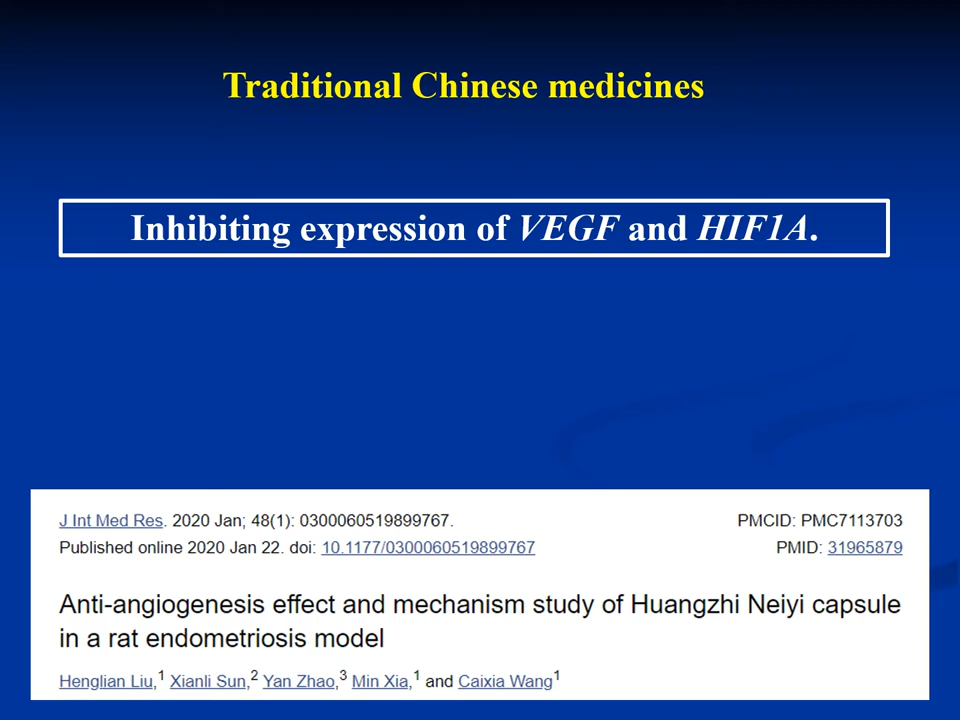 Traditional Chinese medicines
Inhibiting expression of VEGF and HIF1A.
J Int Med Res. 2020 Jan; 48(1): 0300060519899767.
PMCID: PMC7113703
Published online 2020 Jan 22. doi: 10.1177/0300060519899767
PMID: 31965879
Anti-angiogenesis effect and mechanism study of Huangzhi Neiyi capsule
in a rat endometriosis model
Henglian Liu,1 Xianli Sun,2 Yan Zhao,3 Min Xia,1 and Caixia Wang1